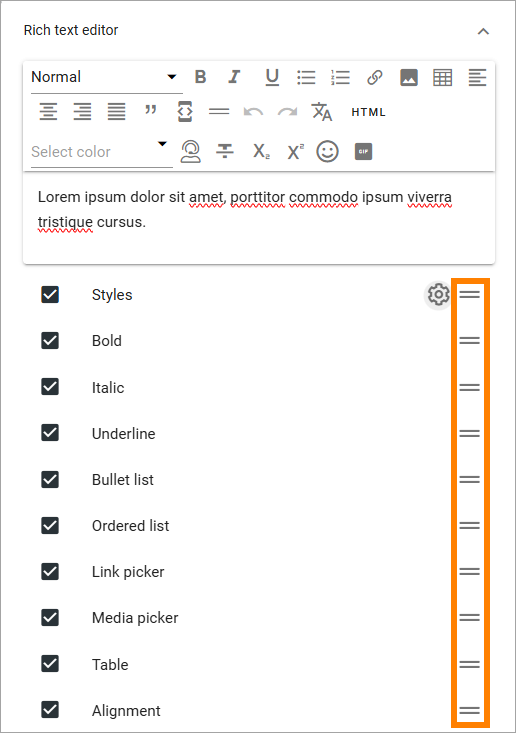 Rich text editor
Normal
HTML
Select color
GIF
Lorem ipsum dolor sit amet, porttitor commodo ipsum viverra
tristique cursus.
Styles
Bold
Italic
Underline
Bullet list
Ordered list
Link picker
Media picker
Table
Alignment